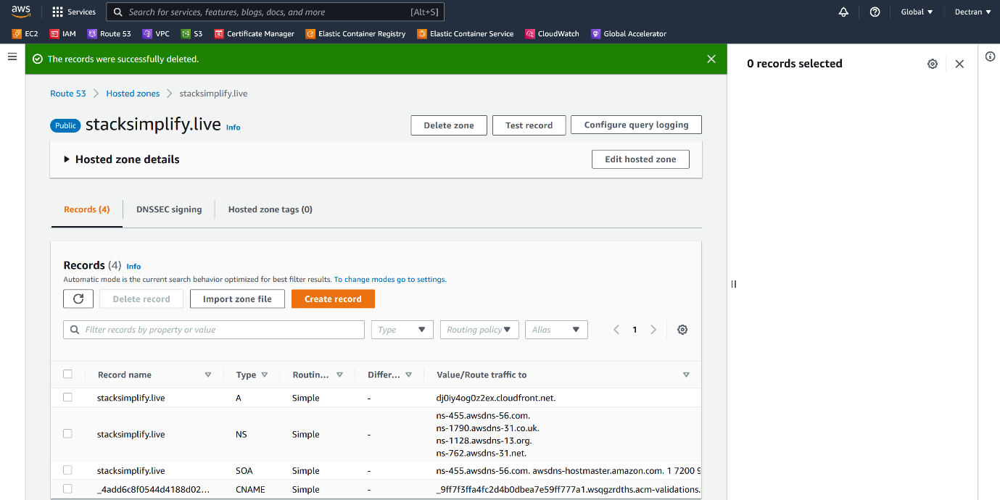 aws Services Search for services, features, blogs, docs, and more [Alt+S] Global Dectran
EC2 IAM Route 53 VPC S3 Certificate Manager Elastic Container Registry Elastic Container Service CloudWatch Global Accelerator
The records were successfully deleted.
0 records selected
Route 53 Hosted zones stacksimplify.live
Public stacksimplify.live Info Delete zone Test record Configure query logging
Hosted zone details Edit hosted zone
Records (4) DNSSEC signing Hosted zone tags (0)
Records (4) Info
Automatic mode is the current search behavior optimized for best filter results. To change modes go to settings.
Delete record Import zone file Create record
Filter records by property or value Type Routing policy Alias 1
Record name Type Routin... Differ... Value/Route traffic to
stacksimplify.live A Simple - dj0iy4og0z2ex.cloudfront.net.
ns-455.awsdns-56.com.
ns-1790.awsdns-31.co.uk.
stacksimplify.live NS Simple -
ns-1128.awsdns-13.org.
ns-762.awsdns-31.net.
stacksimplify.live SOA Simple - ns-455.awsdns-56.com. awsdns-hostmaster.amazon.com. 1 7200 9
_4add6c8f0544d4188d02... CNAME Simple - _9ff7f3ffa4fc2d4b0dbea7e59ff777a1.wsqgzrdths.acm-validations.